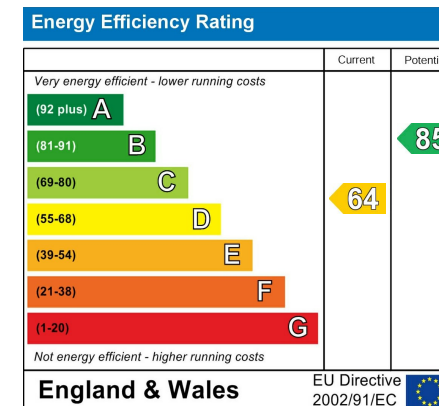 Energy Efficiency Rating
Current Potenti
Very energy efficient - lower running costs
(92 plus) A
(81-91) B
(69-80) C
(55-68) D
(39-54) E
(21-38) F
(1-20) G
64
85
Not energy efficient - higher running costs
England & Wales
EU Directive
2002/91/EC